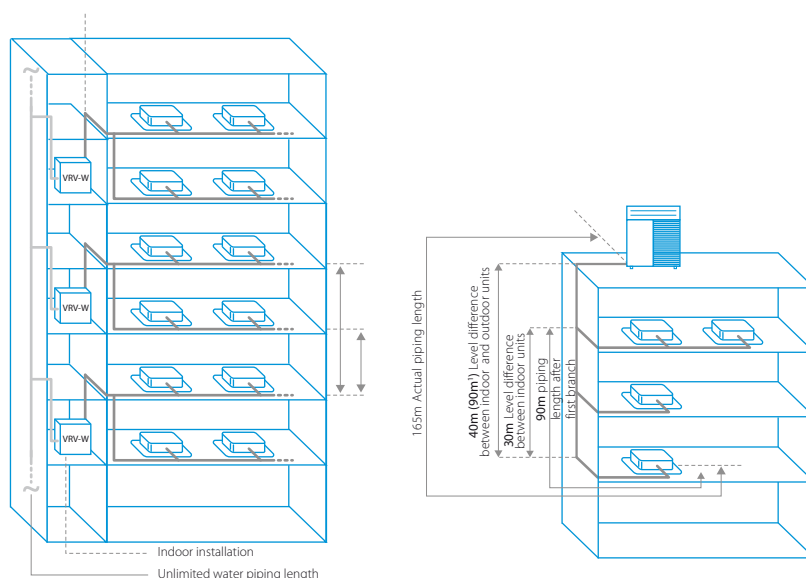 VRV-W
VRV-W
VRV-W
Indoor installation
Unlimited water piping length
165m Actual piping length
40m (90m¹) Level difference
between indoor and outdoor units
30m Level difference
between indoor units
90m piping
length after
first branch